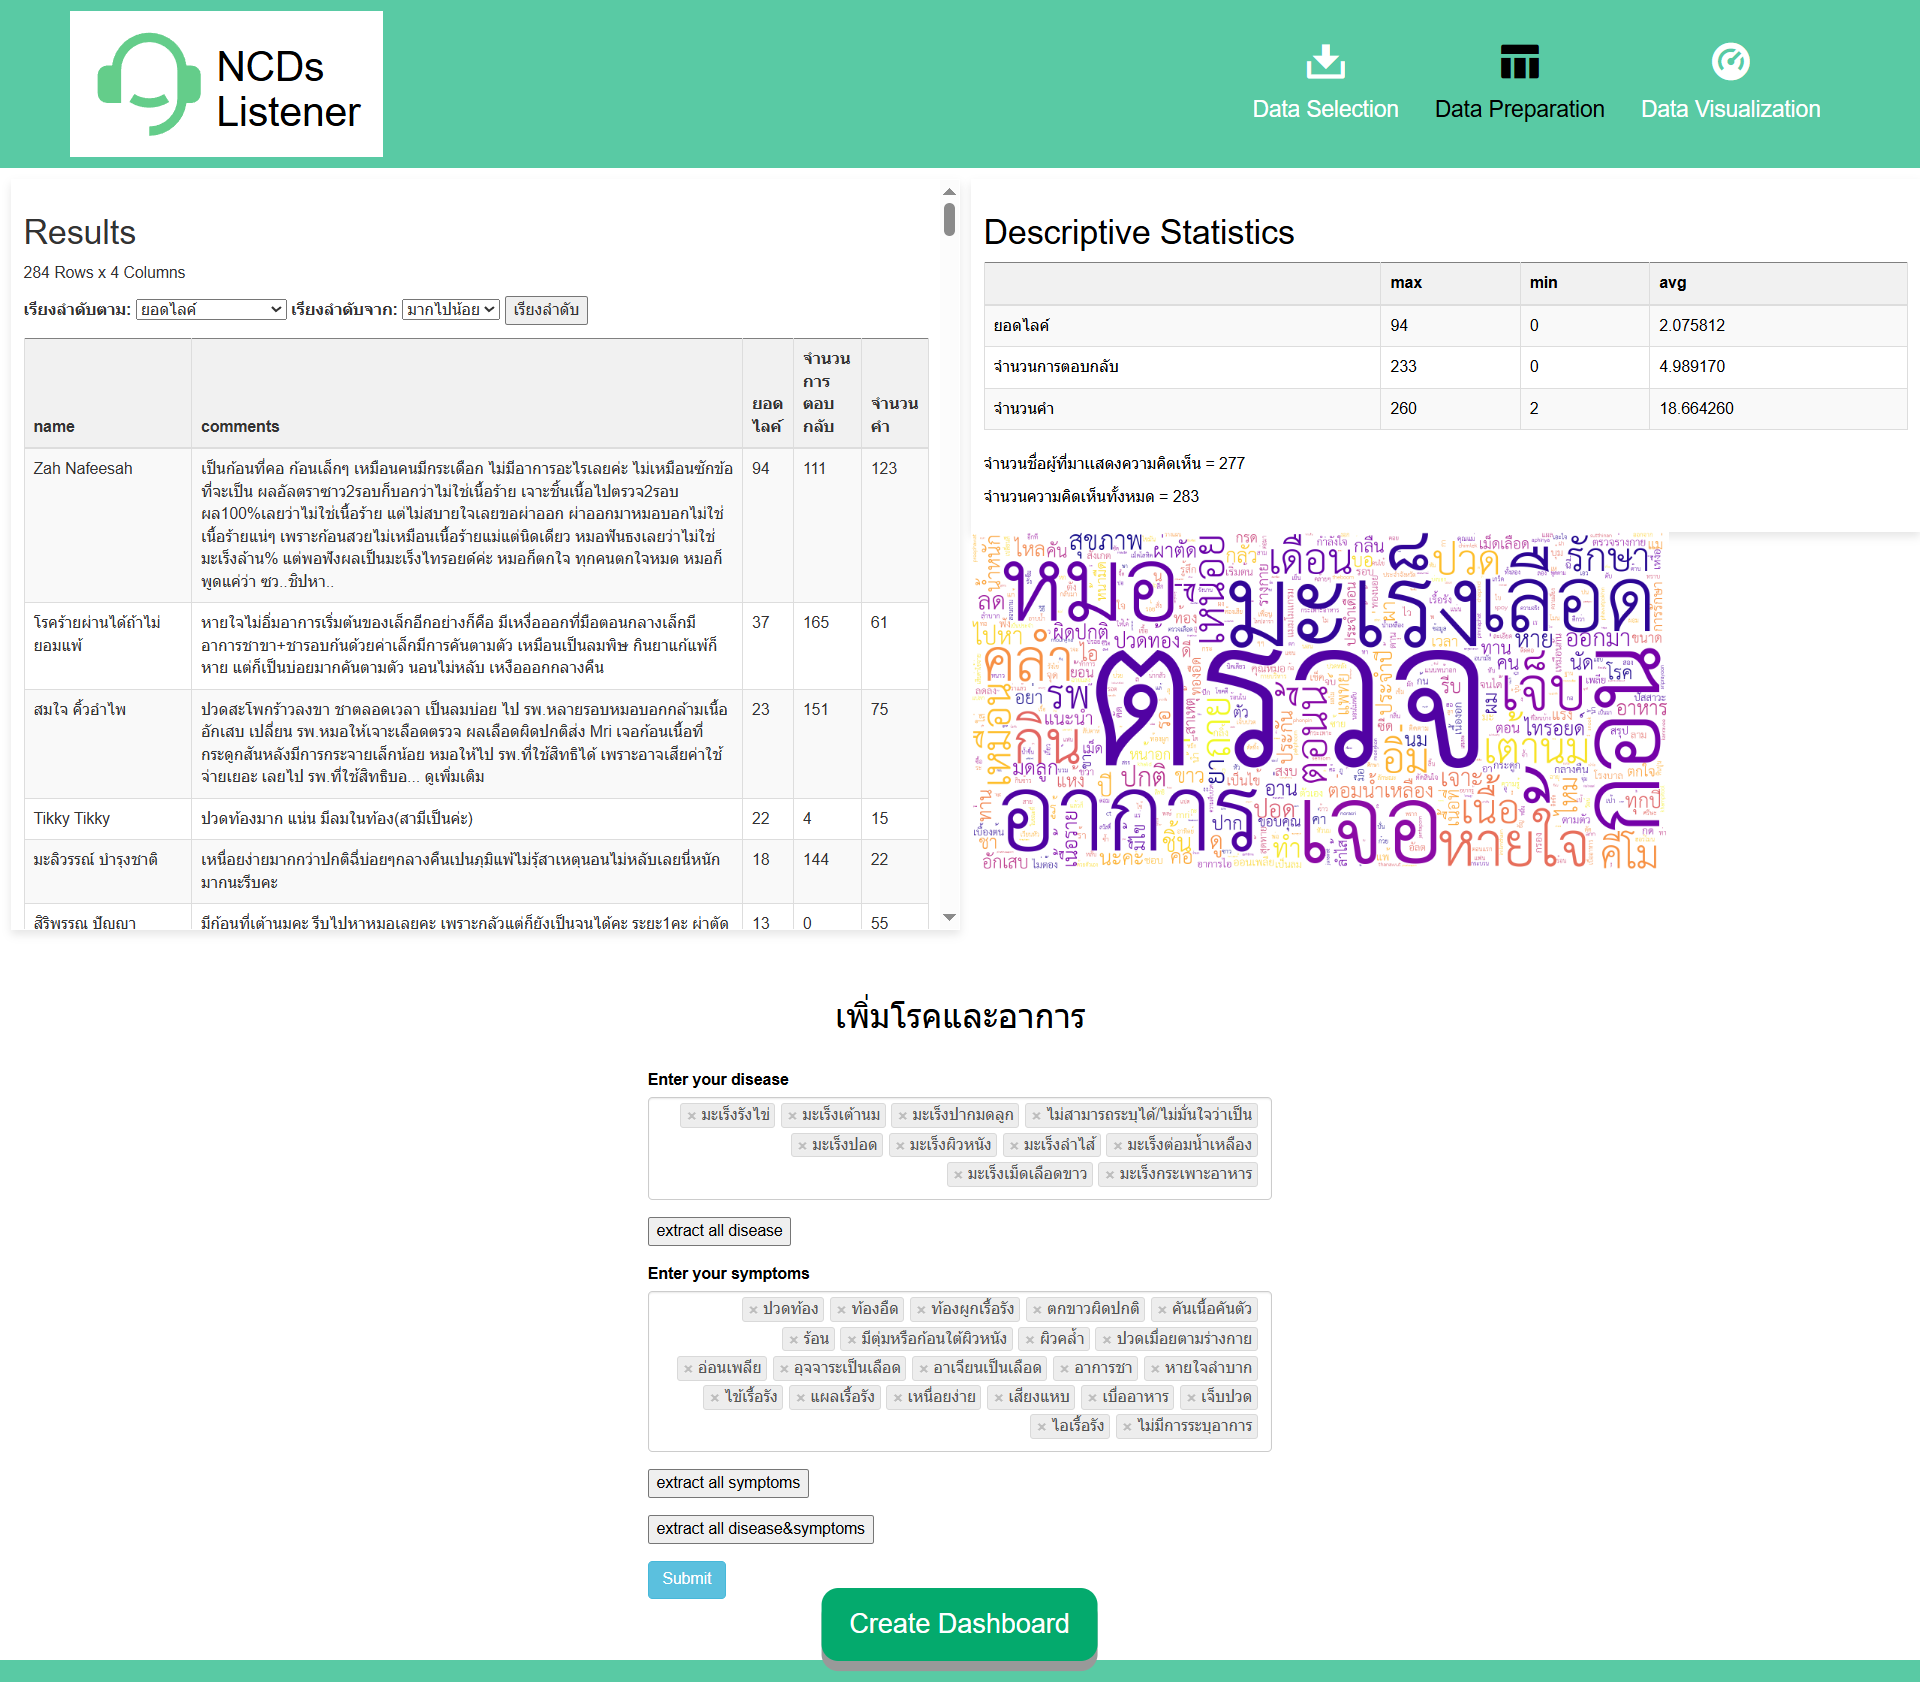 NCDs
Listener
Data Selection
Data Preparation
Data Visualization
Results
284 Rows x 4 Columns
เรียงลำดับตาม: ยอดไลค์ เรียงลำดับจาก: มากไปน้อย เรียงลำดับ
name comments ยอดไลค์ จำนวนการตอบกลับ จำนวนคำ
Zah Nafeesah เป็นก้อนที่คอ ก้อนเล็กๆ เหมือนคนมีกระเดือก ไม่มีอาการอะไรเลยค่ะ ไม่เหมือนซักข้อ 94 111 123
ที่จะเป็น ผลอัลตราซาว2รอบก็บอกว่าไม่ใช่เนื้อร้าย เจาะชิ้นเนื้อไปตรวจ2รอบ
ผล100%เลยว่าไม่ใช่เนื้อร้าย แต่ไม่สบายใจเลยขอผ่าออก ผ่าออกมาหมอบอกไม่ใช่
เนื้อร้ายแน่ๆ เพราะก้อนสวยไม่เหมือนเนื้อร้ายแม่แต่นิดเดียว หมอฟันธงเลยว่าไม่ใช่
มะเร็งล้าน% แต่พอฟังผลเป็นมะเร็งไทรอยด์ค่ะ หมอก็ตกใจ ทุกคนตกใจหมด หมอก็
พูดแค่ว่า ซว..ชิปหา..
โรคร้ายผ่านได้ถ้าไม่ยอมแพ้ หายใจไม่อิ่มอาการเริ่มต้นของเล็กอีกอย่างก็คือ มีเหงื่อออกที่มือตอนกลางเล็กมี 37 165 61
อาการชาขา+ชารอบก้นด้วยค่าเล็กมีการคันตามตัว เหมือนเป็นลมพิษ กินยาแก้แพ้ก็
หาย แต่ก็เป็นบ่อยมากคันตามตัว นอนไม่หลับ เหงือออกกลางคืน
สมใจ คิ้วอำไพ ปวดสะโพกร้าวลงขา ชาตลอดเวลา เป็นลมบ่อย ไป รพ.หลายรอบหมอบอกกล้ามเนื้อ 23 151 75
อักเสบ เปลี่ยน รพ.หมอให้เจาะเลือดตรวจ ผลเลือดผิดปกติส่ง Mri เจอก้อนเนื้อที่
กระดูกสันหลังมีการกระจายเล็กน้อย หมอให้ไป รพ.ที่ใช้สิทธิได้ เพราะอาจเสียค่าใช้
จ่ายเยอะ เลยไป รพ.ที่ใช้สิทธิบอ... ดูเพิ่มเติม
Tikky Tikky ปวดท้องมาก แน่น มีลมในท้อง(สามีเป็นค่ะ) 22 4 15
มะลิวรรณ์ บำรุงชาติ เหนื่อยง่ายมากกว่าปกติฉี่บ่อยๆกลางคืนเปนภูมิแพ้ไม่รุ้สาเหตุนอนไม่หลับเลยนี่หนัก 18 144 22
มากนะรีบคะ
สิริพรรณ ปัญญา มีก้อนที่เต้านมคะ รีบไปหาหมอเลยคะ เพราะกลัวแต่ก็ยังเป็นจนได้คะ ระยะ1คะ ผ่าตัด 13 0 55
Descriptive Statistics
max min avg
ยอดไลค์ 94 0 2.075812
จำนวนการตอบกลับ 233 0 4.989170
จำนวนคำ 260 2 18.664260
จำนวนชื่อผู้ที่มาแสดงความคิดเห็น = 277
จำนวนความคิดเห็นทั้งหมด = 283
สุขภาพ ผ่าตัด เดือน กลืน ปวด เม็ดเลือด รักษา
หมอ เหนื่อย มะเร็ง เลือด
ลด ผิดปกติ ปวดท้อง หาย ออกมา
ไปหา คลำ รพ ตรวจ เจ็บ โรค
เหมือน กิน แนะนำ ตอนนี้ อิ่ม เต้านม ไทรอยด์ อาหาร
มดลูก ปกติ ขาว ต่อมน้ำเหลือง เนื้อ ทุกปี
อาการ ปอด ปาก เจอ หายใจ คีโม
อักเสบ
เพิ่มโรคและอาการ
Enter your disease
× มะเร็งรังไข่ × มะเร็งเต้านม × มะเร็งปากมดลูก × ไม่สามารถระบุได้/ไม่มั่นใจว่าเป็น
× มะเร็งปอด × มะเร็งผิวหนัง × มะเร็งลำไส้ × มะเร็งต่อมน้ำเหลือง
× มะเร็งเม็ดเลือดขาว × มะเร็งกระเพาะอาหาร
extract all disease
Enter your symptoms
× ปวดท้อง × ท้องอืด × ท้องผูกเรื้อรัง × ตกขาวผิดปกติ × คันเนื้อคันตัว
× ร้อน × มีตุ่มหรือก้อนใต้ผิวหนัง × ผิวคล้ำ × ปวดเมื่อยตามร่างกาย
× อ่อนเพลีย × อุจจาระเป็นเลือด × อาเจียนเป็นเลือด × อาการชา × หายใจลำบาก
× ไข้เรื้อรัง × แผลเรื้อรัง × เหนื่อยง่าย × เสียงแหบ × เบื่ออาหาร × เจ็บปวด
× ไอเรื้อรัง × ไม่มีการระบุอาการ
extract all symptoms
extract all disease&symptoms
Submit
Create Dashboard